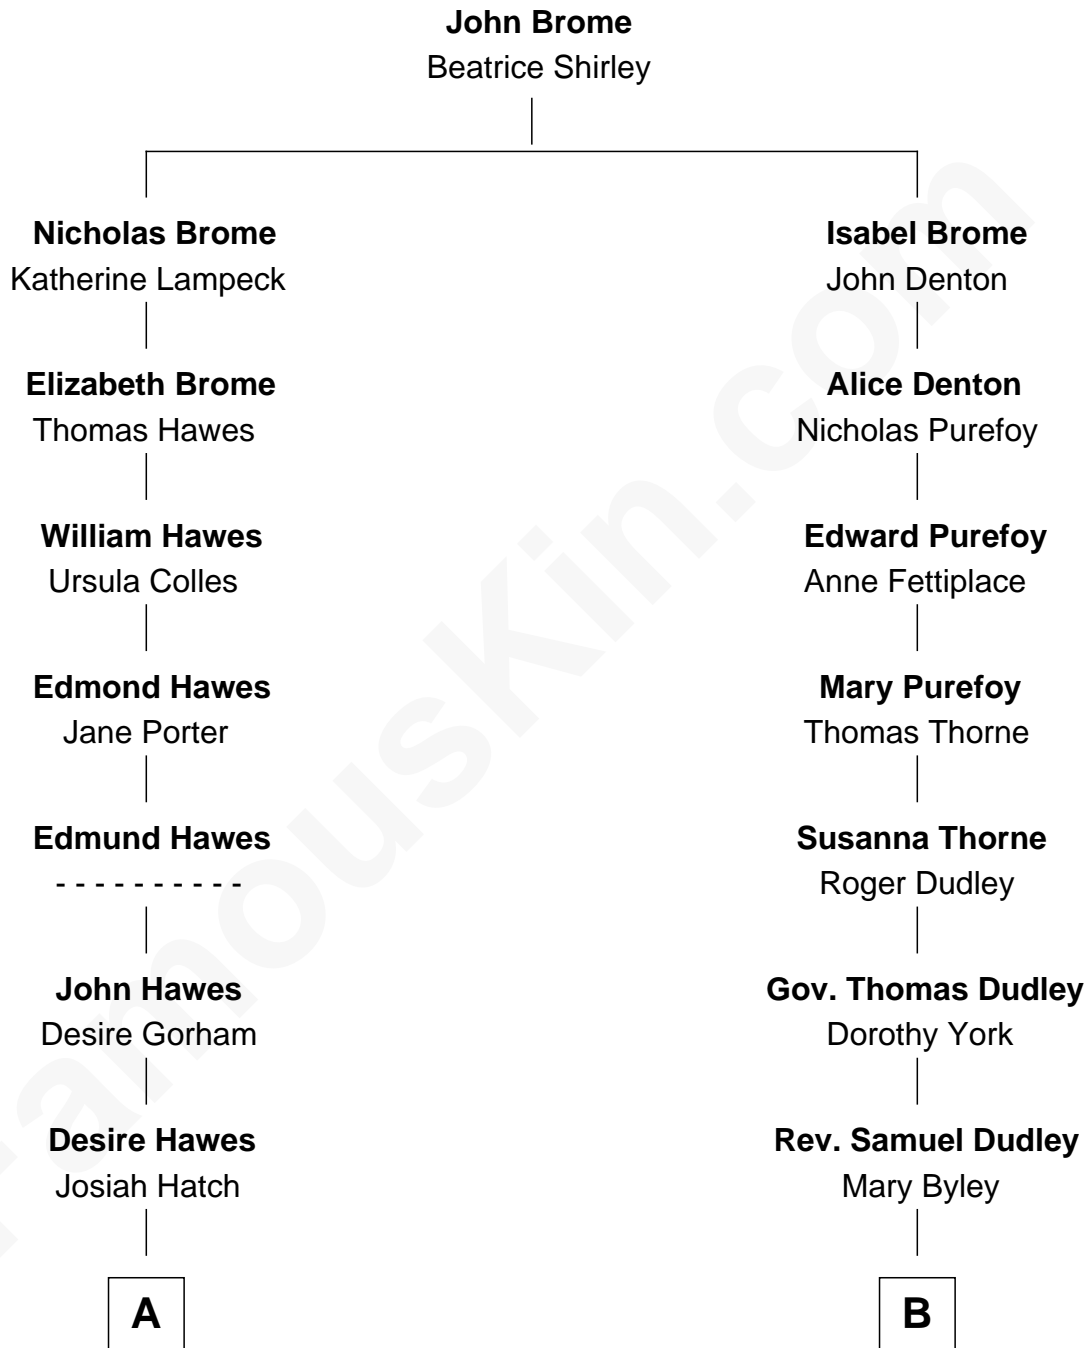 John Brome
Beatrice Shirley
Nicholas Brome
Katherine Lampeck
Isabel Brome
John Denton
Elizabeth Brome
Thomas Hawes
Alice Denton
Nicholas Purefoy
William Hawes
Ursula Colles
Edward Purefoy
Anne Fettiplace
Edmond Hawes
Jane Porter
Mary Purefoy
Thomas Thorne
Edmund Hawes
- - - - - - - - - -
Susanna Thorne
Roger Dudley
John Hawes
Desire Gorham
Gov. Thomas Dudley
Dorothy York
Desire Hawes
Josiah Hatch
Rev. Samuel Dudley
Mary Byley
A
B
FamousKin.com